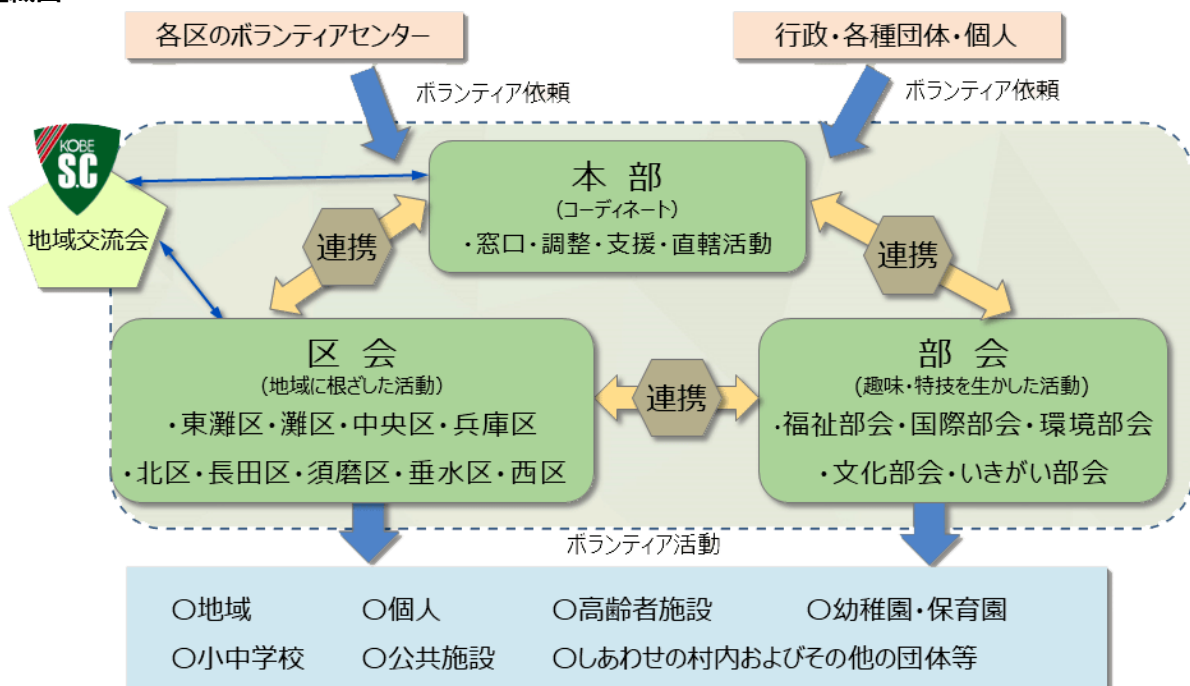 各区のボランティアセンター
行政・各種団体・個人
ボランティア依頼
ボランティア依頼
KOBE
S.C
地域交流会
本 部
(コーディネート)
・窓口・調整・支援・直轄活動
連携
連携
区 会
(地域に根ざした活動)
・東灘区・灘区・中央区・兵庫区
・北区・長田区・須磨区・垂水区・西区
連携
部 会
(趣味・特技を生かした活動)
・福祉部会・国際部会・環境部会
・文化部会・いきがい部会
ボランティア活動
〇地域 〇個人 〇高齢者施設 〇幼稚園・保育園
〇小中学校 〇公共施設 〇しあわせの村内およびその他の団体等